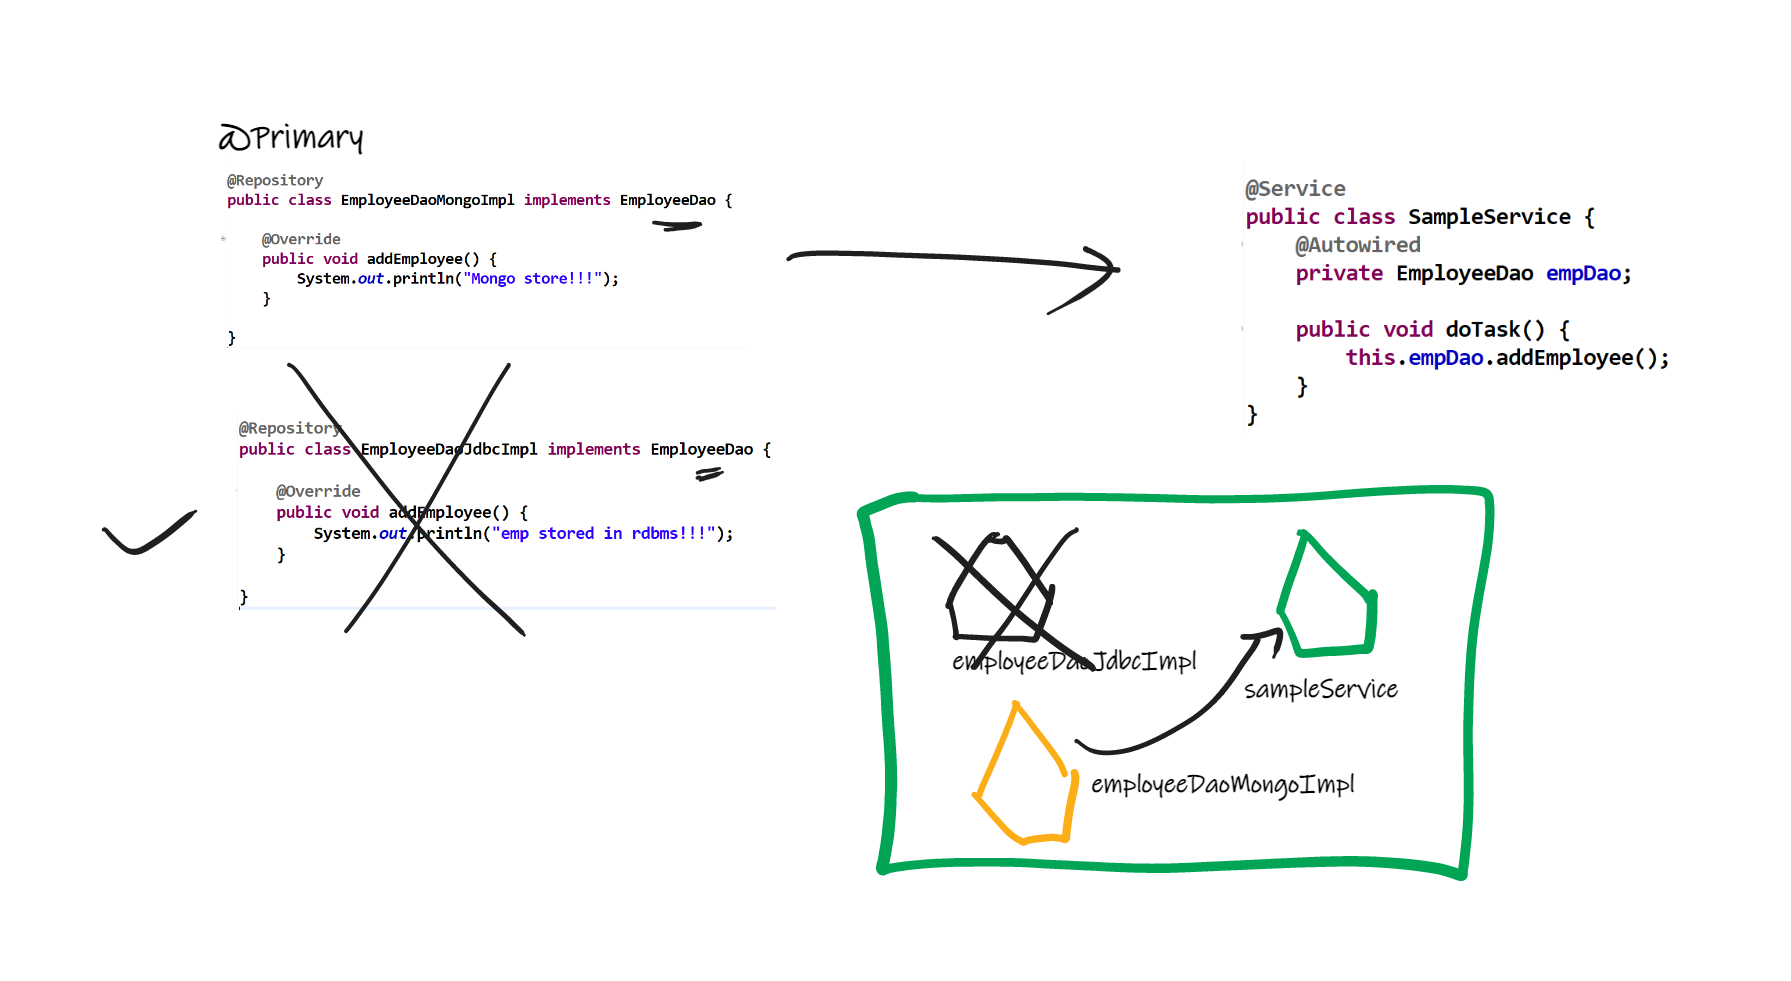 @Primary
@Repository
public class EmployeeDaoMongoImpl implements EmployeeDao {
@Override
public void addEmployee() {
System.out.println("Mongo store!!!");
}
}
@Repository
public class EmployeeDaoJdbcImpl implements EmployeeDao {
@Override
public void addEmployee() {
System.out.println("emp stored in rdbms!!!");
}
}
@Service
public class SampleService {
@Autowired
private EmployeeDao empDao;
public void doTask() {
this.empDao.addEmployee();
}
}
employeeDaoJdbcImpl
sampleService
employeeDaoMongoImpl